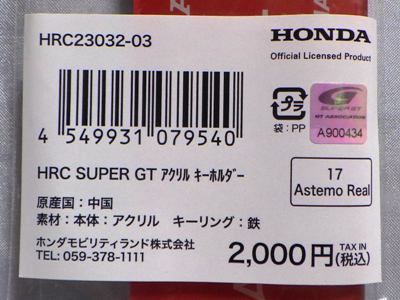 HRC23032-03
HONDA
Official Licensed Product
4 549931 079540
プラ
袋：PP
SUPER GT
GT ASSOCIATION
A900434
HRC SUPER GT ｱｸﾘﾙ ｷｰﾎﾙﾀﾞｰ
17
Astemo Real
原産国：中国
素材：本体：アクリル　キーリング：鉄
ホンダモビリティランド株式会社
TEL: 059-378-1111
2,000円 TAX IN (税込)